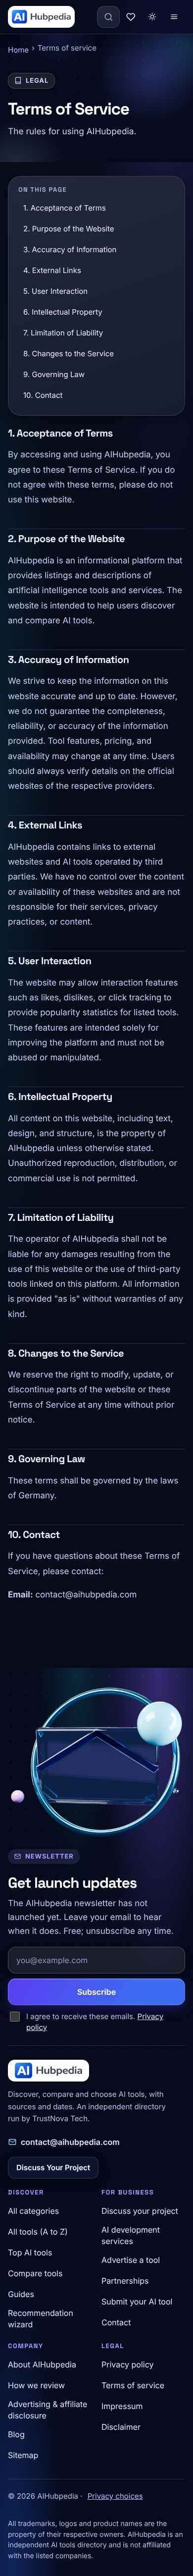 AI Hubpedia
Home › Terms of service
LEGAL
Terms of Service
The rules for using AIHubpedia.
ON THIS PAGE
1. Acceptance of Terms
2. Purpose of the Website
3. Accuracy of Information
4. External Links
5. User Interaction
6. Intellectual Property
7. Limitation of Liability
8. Changes to the Service
9. Governing Law
10. Contact
1. Acceptance of Terms
By accessing and using AIHubpedia, you
agree to these Terms of Service. If you do
not agree with these terms, please do not
use this website.
2. Purpose of the Website
AIHubpedia is an informational platform that
provides listings and descriptions of
artificial intelligence tools and services. The
website is intended to help users discover
and compare AI tools.
3. Accuracy of Information
We strive to keep the information on this
website accurate and up to date. However,
we do not guarantee the completeness,
reliability, or accuracy of the information
provided. Tool features, pricing, and
availability may change at any time. Users
should always verify details on the official
websites of the respective providers.
4. External Links
AIHubpedia contains links to external
websites and AI tools operated by third
parties. We have no control over the content
or availability of these websites and are not
responsible for their services, privacy
practices, or content.
5. User Interaction
The website may allow interaction features
such as likes, dislikes, or click tracking to
provide popularity statistics for listed tools.
These features are intended solely for
improving the platform and must not be
abused or manipulated.
6. Intellectual Property
All content on this website, including text,
design, and structure, is the property of
AIHubpedia unless otherwise stated.
Unauthorized reproduction, distribution, or
commercial use is not permitted.
7. Limitation of Liability
The operator of AIHubpedia shall not be
liable for any damages resulting from the
use of this website or the use of third-party
tools linked on this platform. All information
is provided "as is" without warranties of any
kind.
8. Changes to the Service
We reserve the right to modify, update, or
discontinue parts of the website or these
Terms of Service at any time without prior
notice.
9. Governing Law
These terms shall be governed by the laws
of Germany.
10. Contact
If you have questions about these Terms of
Service, please contact:
Email: contact@aihubpedia.com
NEWSLETTER
Get launch updates
The AIHubpedia newsletter has not
launched yet. Leave your email to hear
when it does. Free; unsubscribe any time.
you@example.com
Subscribe
I agree to receive these emails. Privacy
policy
AI Hubpedia
Discover, compare and choose AI tools, with
sources and dates. An independent directory
run by TrustNova Tech.
contact@aihubpedia.com
Discuss Your Project
DISCOVER
All categories
All tools (A to Z)
Top AI tools
Compare tools
Guides
Recommendation
wizard
FOR BUSINESS
Discuss your project
AI development
services
Advertise a tool
Partnerships
Submit your AI tool
Contact
COMPANY
About AIHubpedia
How we review
Advertising & affiliate
disclosure
Blog
Sitemap
LEGAL
Privacy policy
Terms of service
Impressum
Disclaimer
© 2026 AIHubpedia · Privacy choices
All trademarks, logos and product names are the
property of their respective owners. AIHubpedia is an
independent AI tools directory and is not affiliated
with the listed companies.